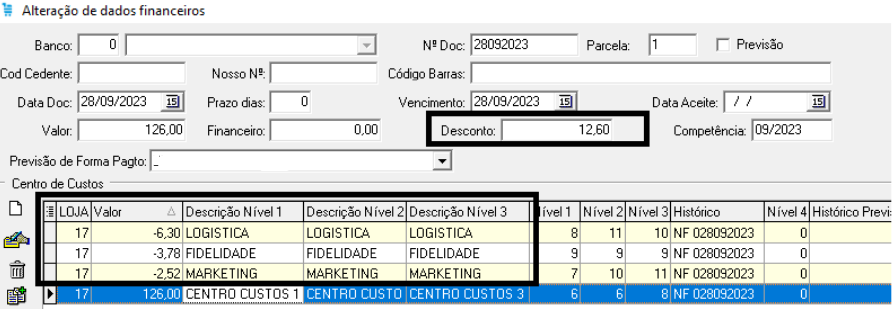 Alteração de dados financeiros
Banco: 0 Nº Doc: 28092023 Parcela: 1 Previsão
Cod Cedente: Nosso Nº: Código Barras:
Data Doc: 28/09/2023 15 Prazo dias: 0 Vencimento: 28/09/2023 15 Data Aceite: / / 15
Valor: 126,00 Financeiro: 0,00 Desconto: 12,60 Competência: 09/2023
Previsão de Forma Pagto:
Centro de Custos
LOJA Valor Descrição Nível 1 Descrição Nível 2 Descrição Nível 3 Nível 1 Nível 2 Nível 3 Histórico Nível 4 Histórico Previ
17 -6,30 LOGISTICA LOGISTICA LOGISTICA 8 11 10 NF 028092023 0
17 -3,78 FIDELIDADE FIDELIDADE FIDELIDADE 9 9 9 NF 028092023 0
17 -2,52 MARKETING MARKETING MARKETING 7 10 11 NF 028092023 0
17 126,00 CENTRO CUSTOS 1 CENTRO CUSTO CENTRO CUSTOS 3 6 6 8 NF 028092023 0